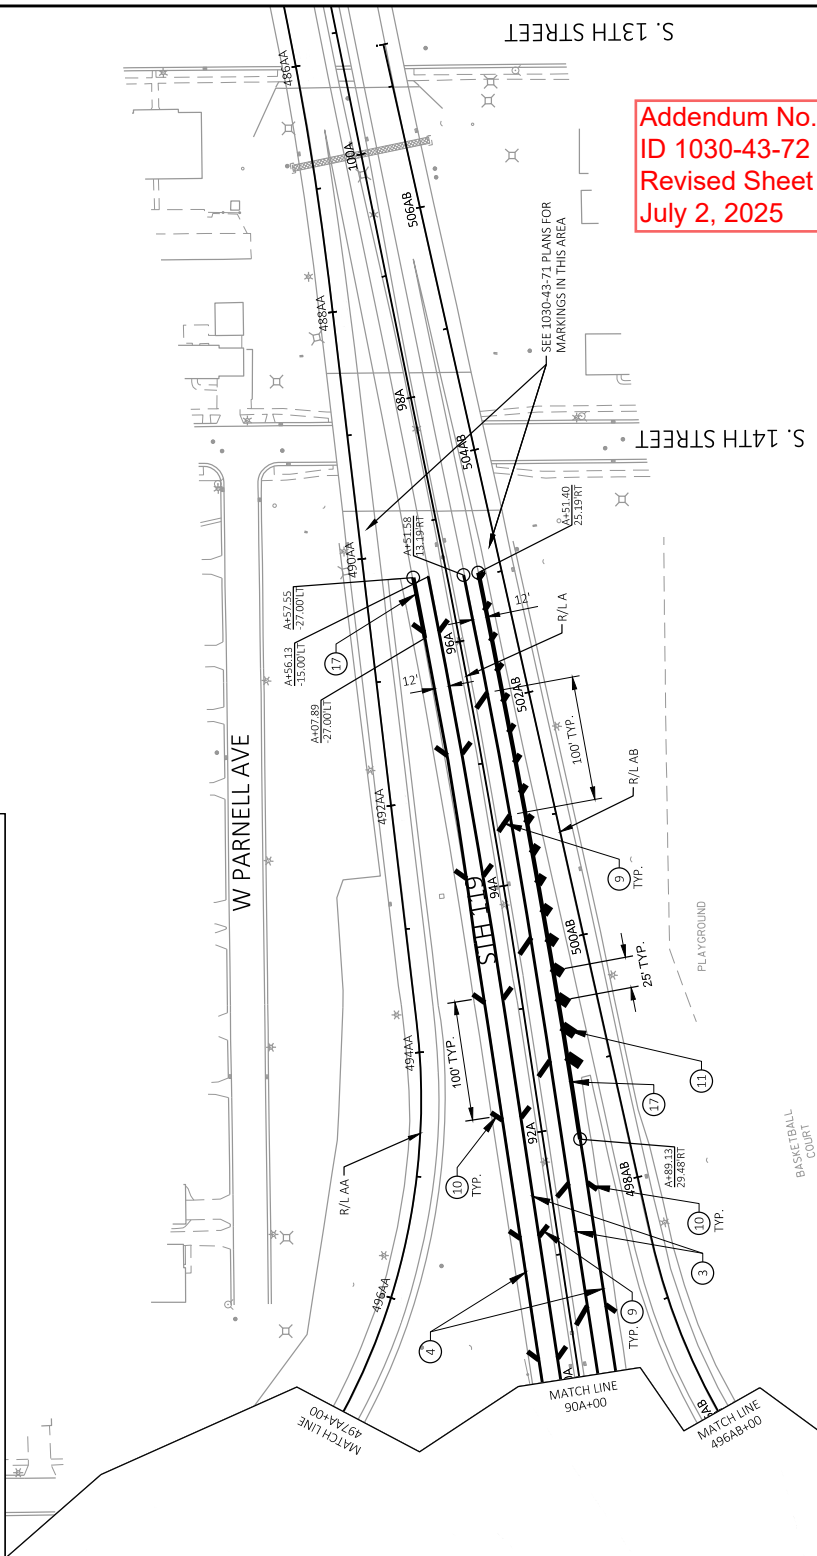 S. 13TH STREET
Addendum No.
ID 1030-43-72
Revised Sheet
July 2, 2025
486AA
100A
506AB
SEE 1030-43-71 PLANS FOR
MARKINGS IN THIS AREA
488AA
98A
504AB
S. 14TH STREET
490AA
A+51.58
13.19'RT
A+51.40
25.19'RT
A+57.55
-27.00'LT
A+56.13
-15.00'LT
17
A+07.89
-27.00'LT
12'
12'
R/L A
96A
502AB
100' TYP.
R/L AB
W PARNELL AVE
492AA
9
TYP.
STH 119
94A
500AB
PLAYGROUND
25' TYP.
494AA
100' TYP.
11
17
92A
10
TYP.
A+89.13
29.48'RT
498AB
BASKETBALL
COURT
R/L AA
10
TYP.
3
496AA
9
TYP.
4
MATCH LINE
497AA+00
MATCH LINE
90A+00
MATCH LINE
496AB+00